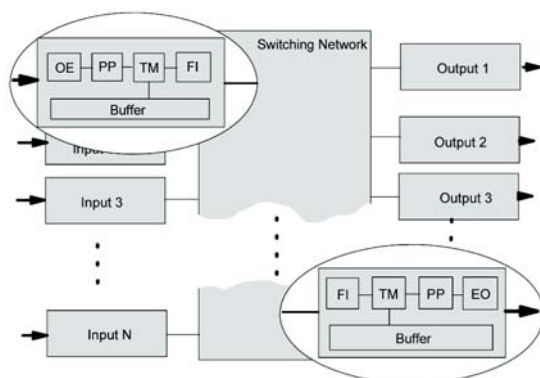 Switching Network
OE PP TM FI
Buffer
Output 1
Output 2
Input 3
Output 3
FI TM PP EO
Buffer
Input N